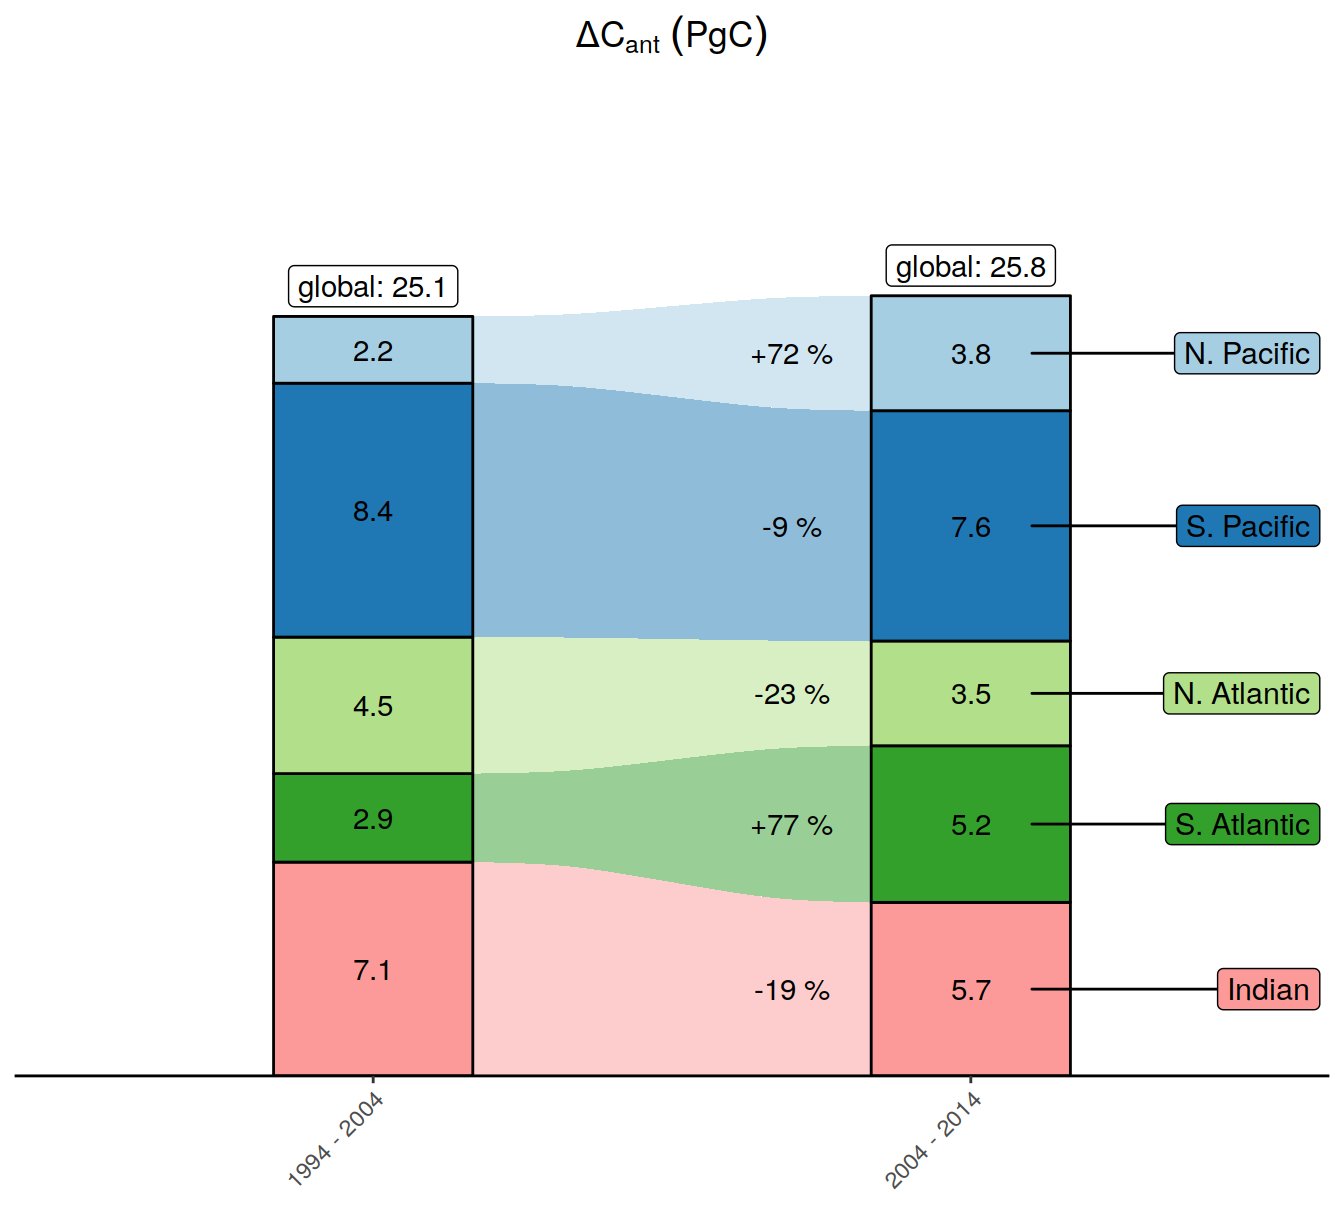 ΔCant (PgC)
global: 25.1
global: 25.8
2.2
+72 %
3.8
N. Pacific
8.4
-9 %
7.6
S. Pacific
4.5
-23 %
3.5
N. Atlantic
2.9
+77 %
5.2
S. Atlantic
7.1
-19 %
5.7
Indian
1994 - 2004
2004 - 2014